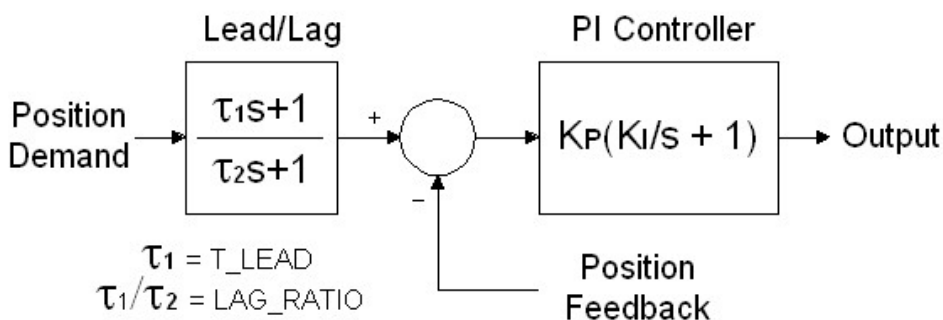 Lead/Lag
PI Controller
Position
Demand
τ1s+1
τ2s+1
+
−
KP(KI/s + 1)
Output
τ1 = T_LEAD
τ1/τ2 = LAG_RATIO
Position
Feedback